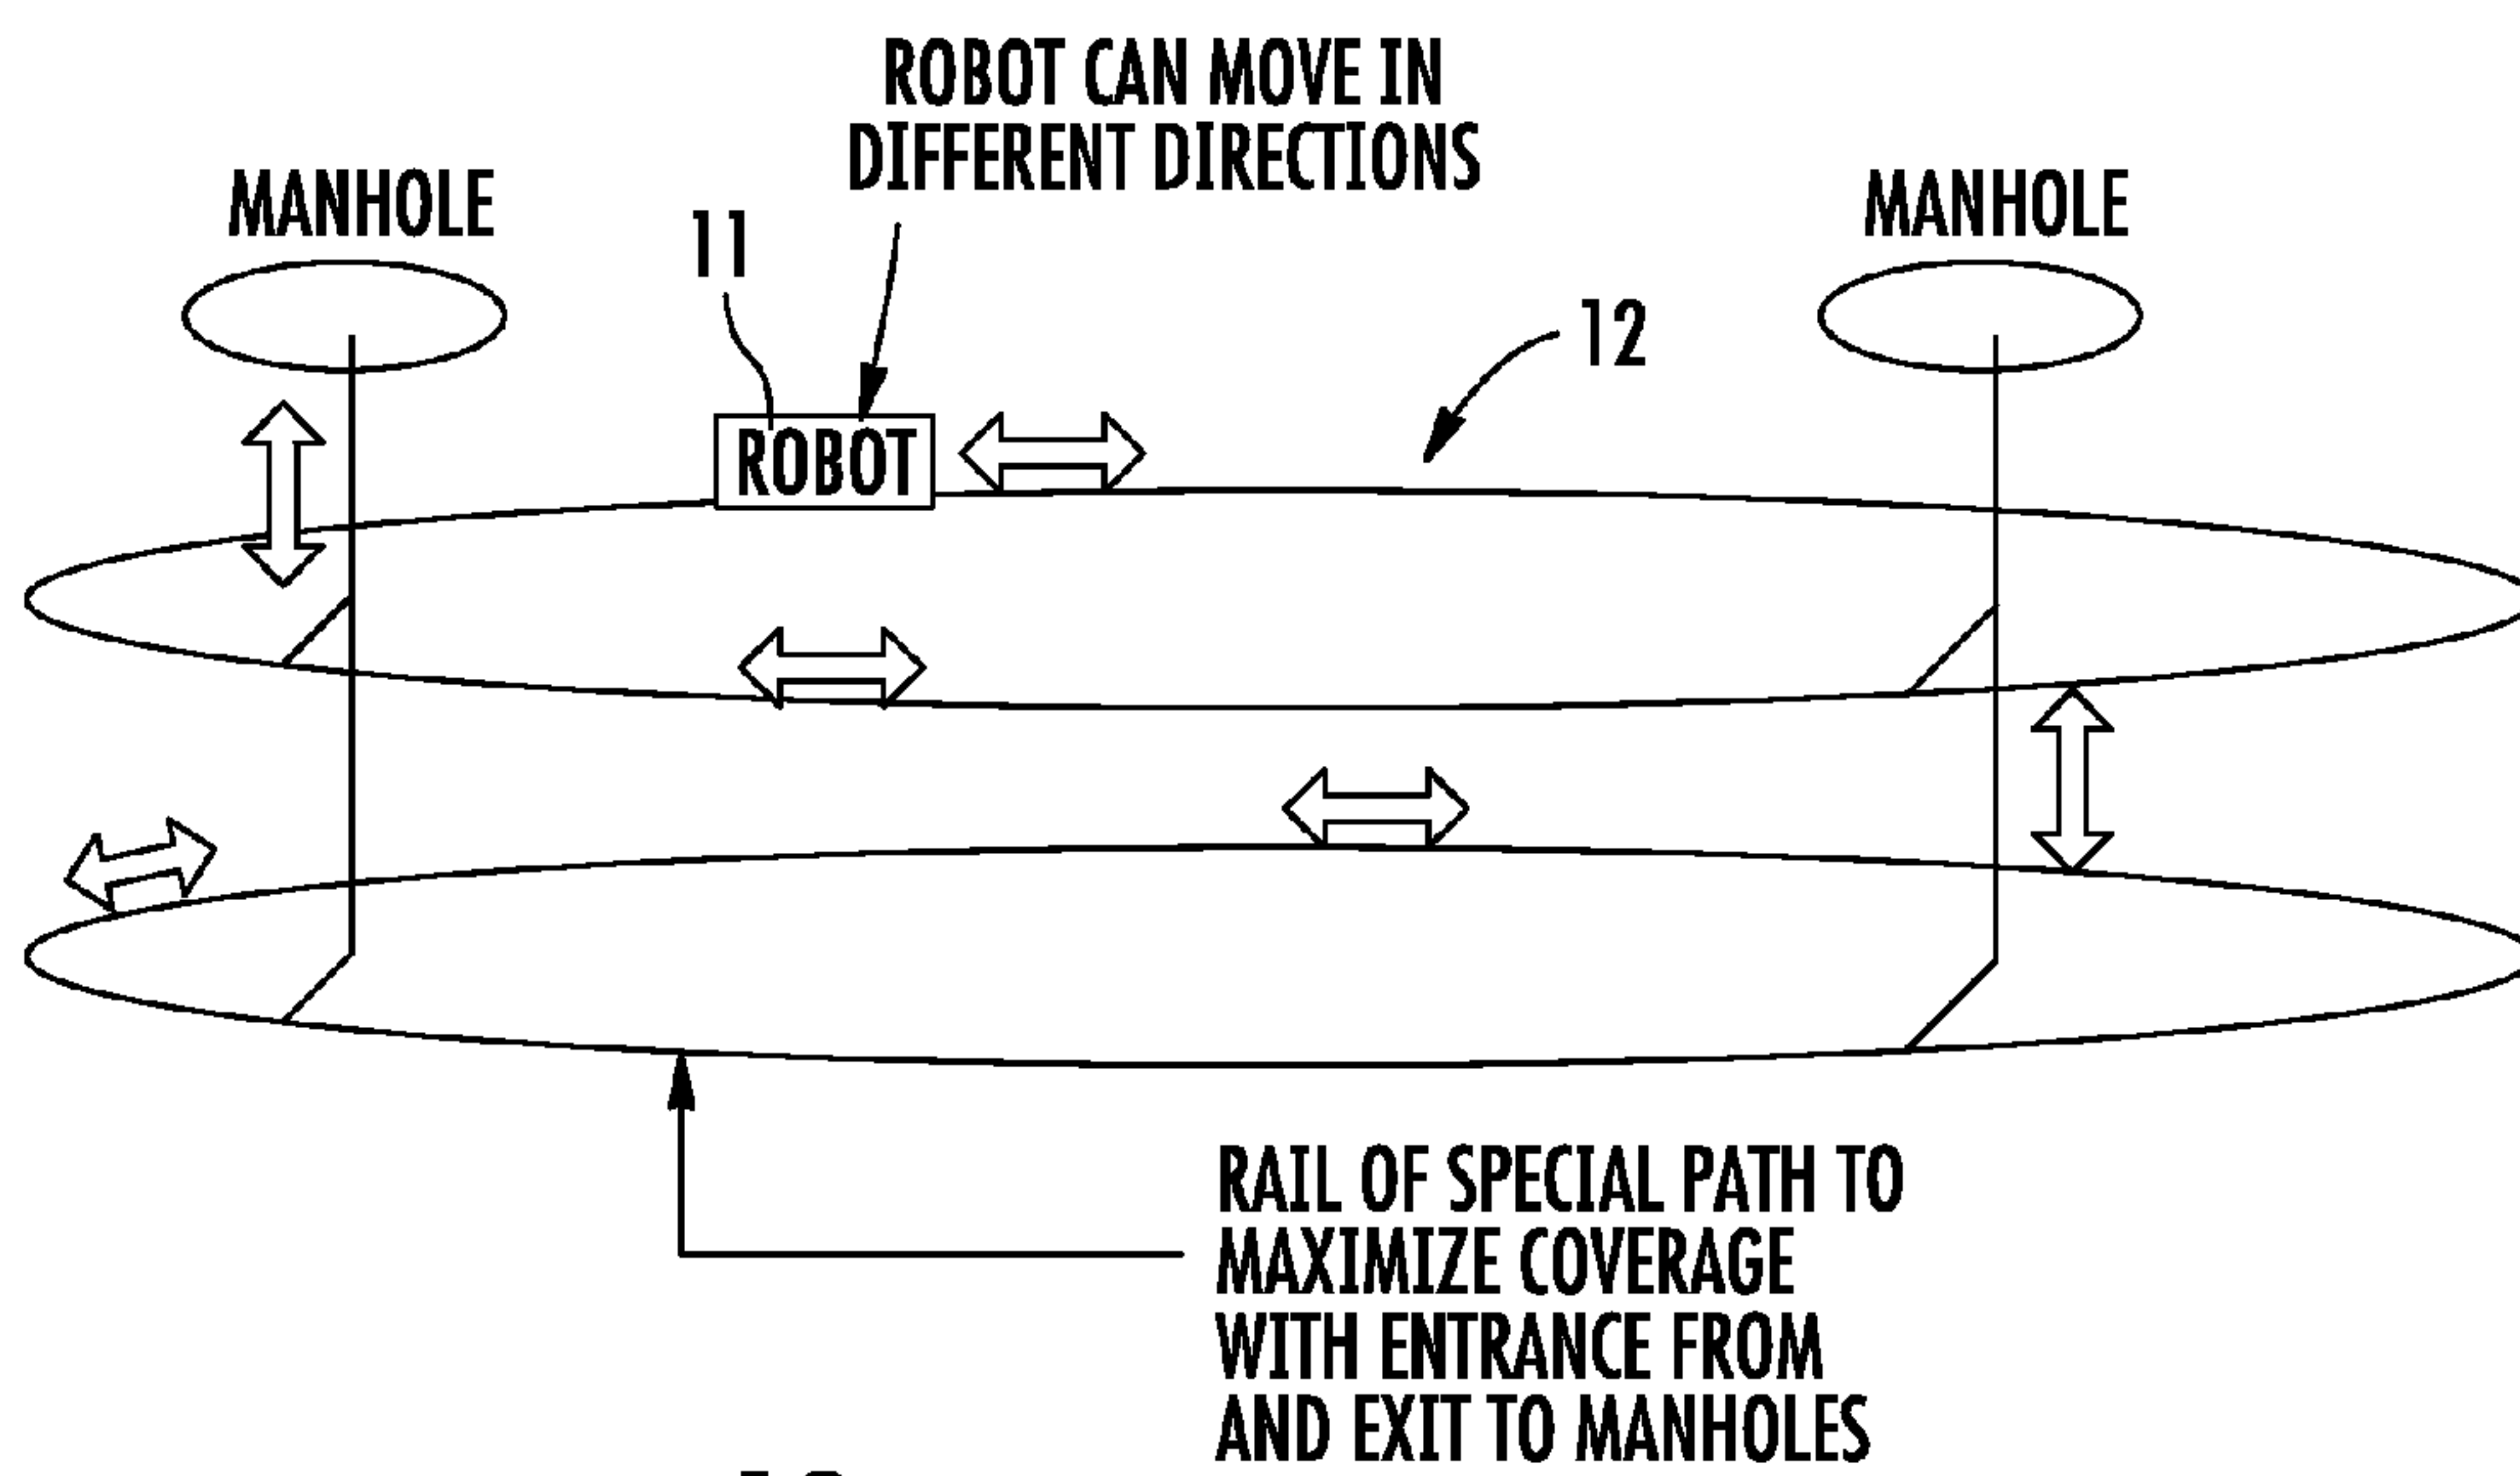 ROBOT CAN MOVE IN
DIFFERENT DIRECTIONS
MANHOLE
MANHOLE
11
12
ROBOT
RAIL OF SPECIAL PATH TO
MAXIMIZE COVERAGE
WITH ENTRANCE FROM
AND EXIT TO MANHOLES